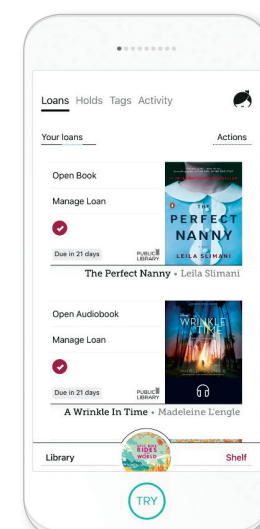 Loans Holds Tags Activity
Your loans Actions
Open Book
Manage Loan
Due in 21 days
PUBLIC
LIBRARY
THE
PERFECT
NANNY
LEILA SLIMANI
The Perfect Nanny • Leila Slimani
Open Audiobook
Manage Loan
Due in 21 days
PUBLIC
LIBRARY
WRINKLE
TIME
A Wrinkle In Time • Madeleine L'engle
Library
RIDES
WORLD
Shelf
TRY